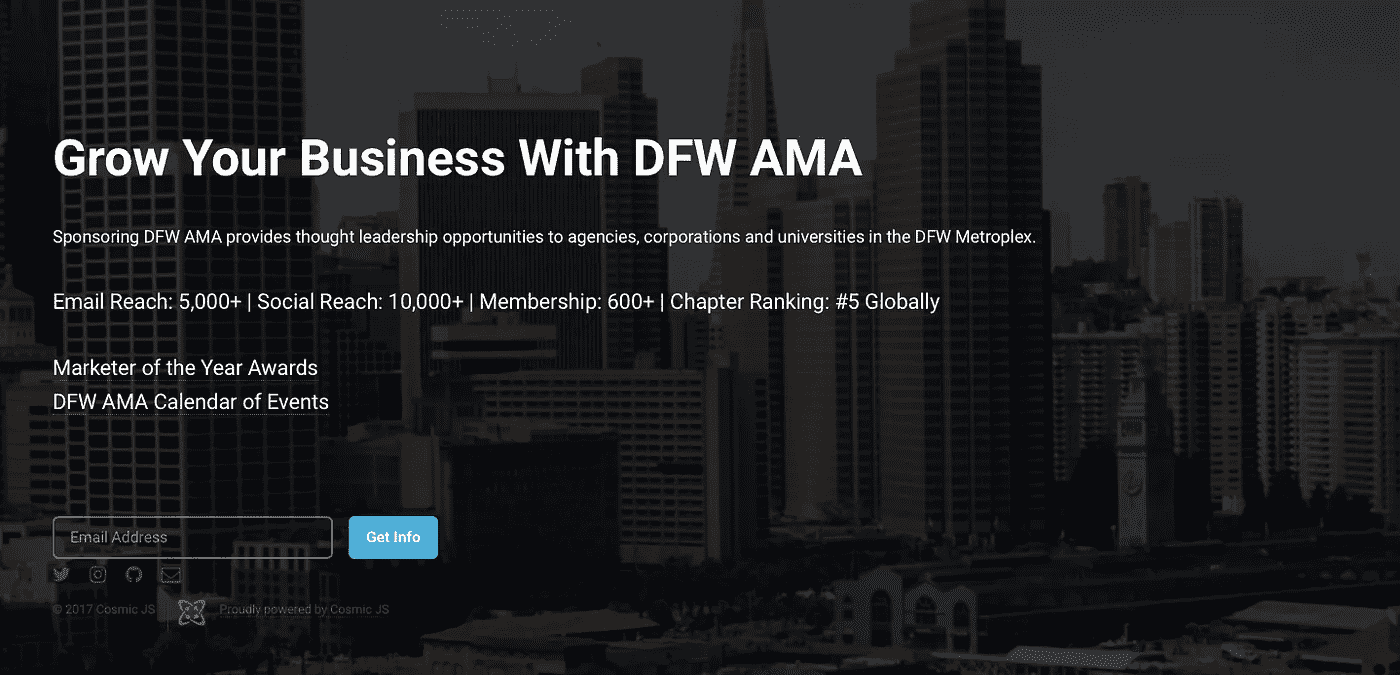 Grow Your Business With DFW AMA
Sponsoring DFW AMA provides thought leadership opportunities to agencies, corporations and universities in the DFW Metroplex.
Email Reach: 5,000+ | Social Reach: 10,000+ | Membership: 600+ | Chapter Ranking: #5 Globally
Marketer of the Year Awards
DFW AMA Calendar of Events
Email Address Get Info
© 2017 Cosmic JS Proudly powered by Cosmic JS